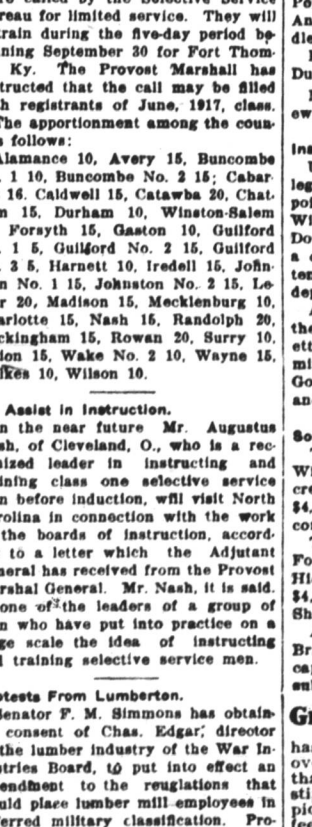 reau for limited service. They will
rain during the five-day period be-
ning September 30 for Fort Thom-
Ky. The Provost Marshall has
tructed that the call may be filled
h registrants of June, 1917, class.
The apportionment among the coun-
s follows:
lamance 10, Avery 15, Buncombe
. 1 10, Buncombe No. 2 15; Cabar-
16. Caldwell 15, Catawba 20, Chat-
m 15, Durham 10, Winston-Salem
Forsyth 15, Gaston 10, Guilford
. 1 5, Guilford No. 2 15, Guilford
. 3 5, Harnett 10, Iredell 15, John-
n No. 1 15, Johnston No. 2 15, Le-
r 20, Madison 15, Mecklenburg 10,
arlotte 15, Nash 15, Randolph 20,
ckingham 15, Rowan 20, Surry 10,
ion 15, Wake No. 2 10, Wayne 15,
lkes 10, Wilson 10.
Assist in Instruction.
n the near future Mr. Augustus
sh, of Cleveland, O., who is a rec-
nized leader in instructing and
ining class one selective service
n before induction, will visit North
rolina in connection with the work
the boards of instruction, accord-
to a letter which the Adjutant
neral has received from the Provost
rshal General. Mr. Nash, it is said.
one of the leaders of a group of
n who have put into practice on a
ge scale the idea of instructing
d training selective service men.
otests From Lumberton.
Senator F. M. Simmons has obtain-
consent of Chas. Edgar, director
the lumber industry of the War In-
stries Board, to put into effect an
endment to the reuglations that
uld place lumber mill employees in
ferred military classification. Pro-